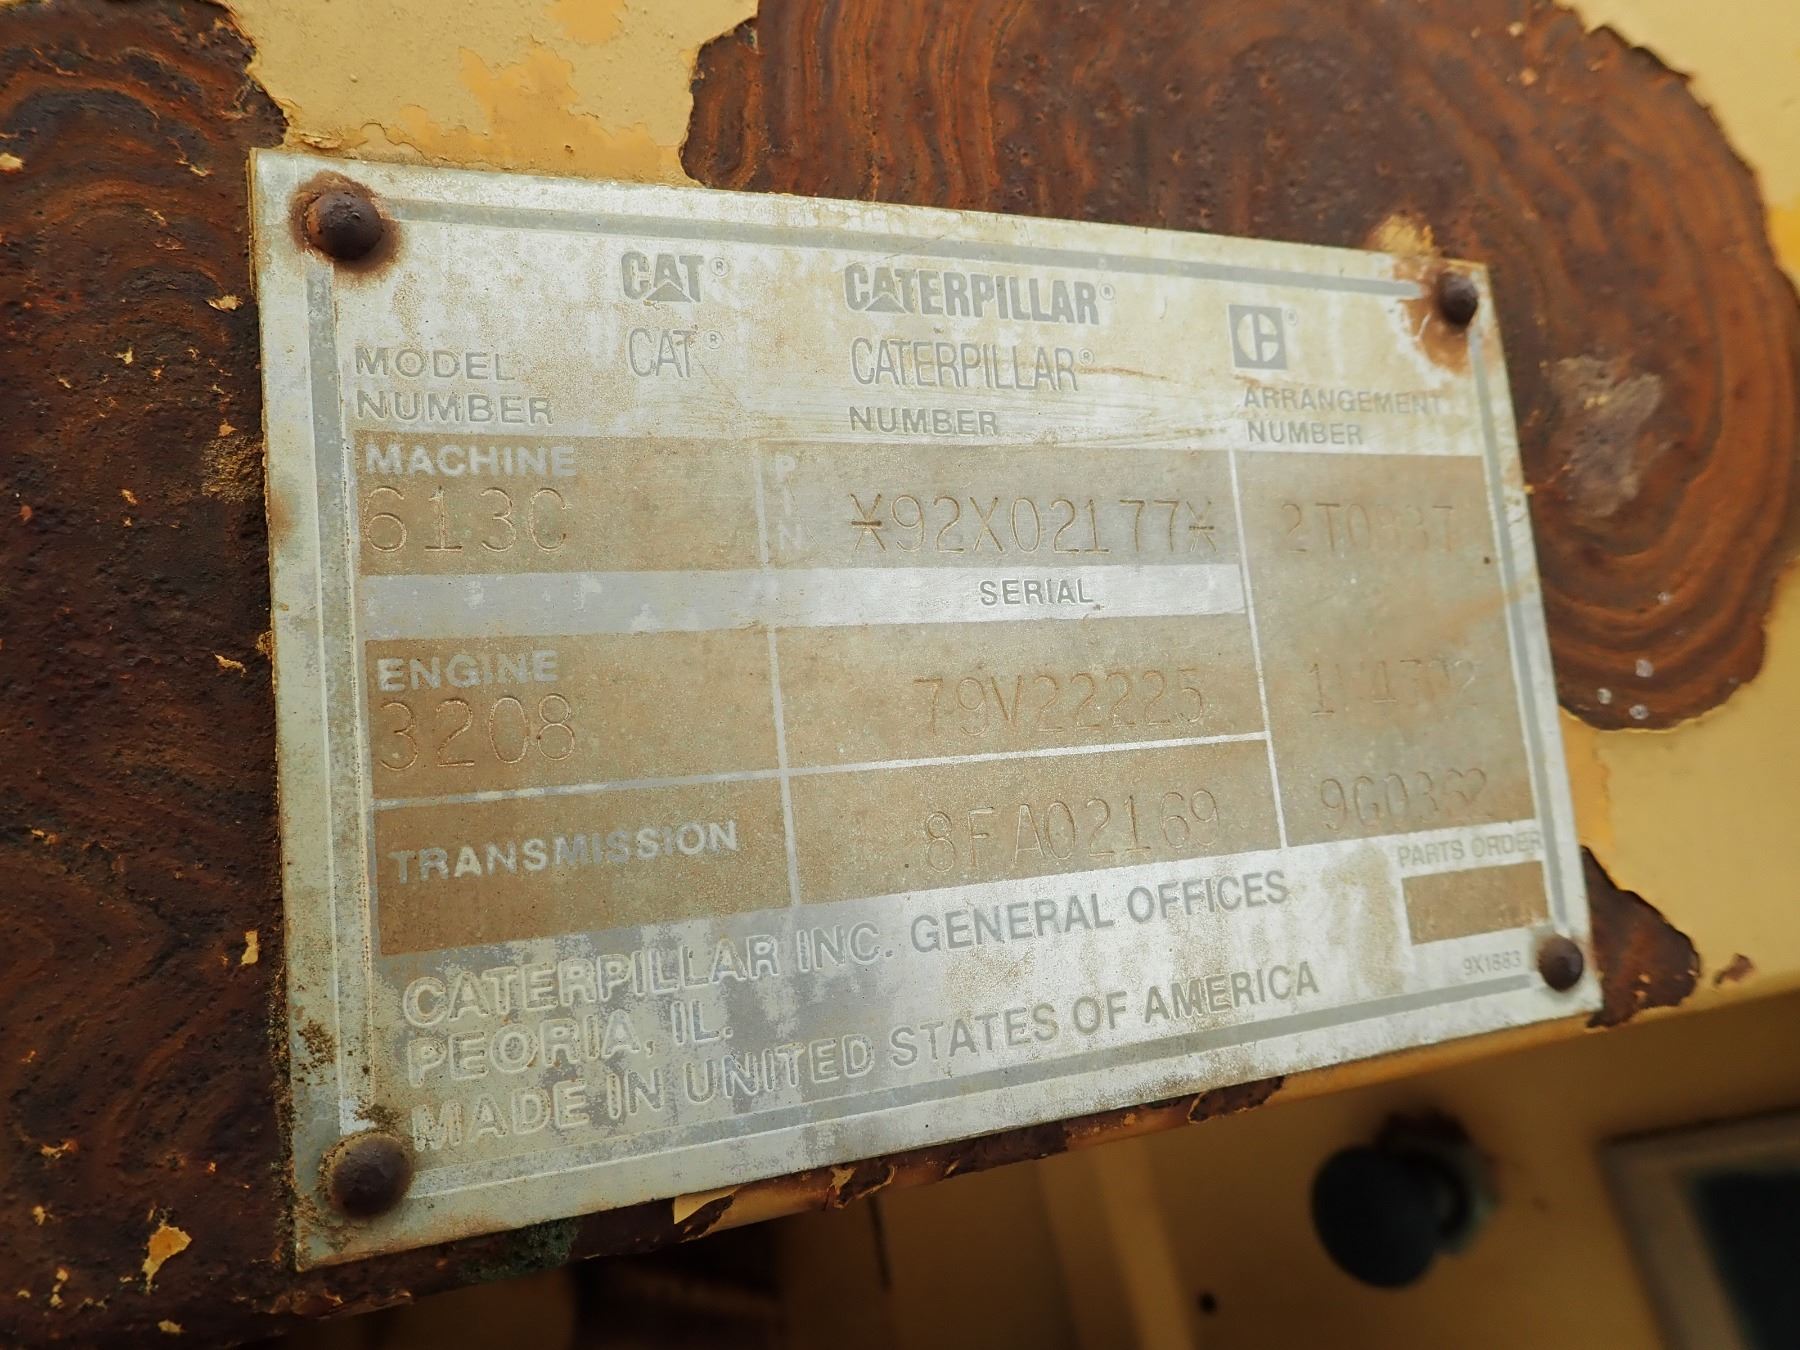 CAT® CATERPILLAR® ®
MODEL CAT® CATERPILLAR® ARRANGEMENT
NUMBER NUMBER NUMBER
MACHINE PIN
613C *92X02177*
SERIAL
ENGINE
3208 79V22225
TRANSMISSION 8FA02169
PARTS ORDER
CATERPILLAR INC. GENERAL OFFICES
PEORIA, IL.
MADE IN UNITED STATES OF AMERICA
9X1883